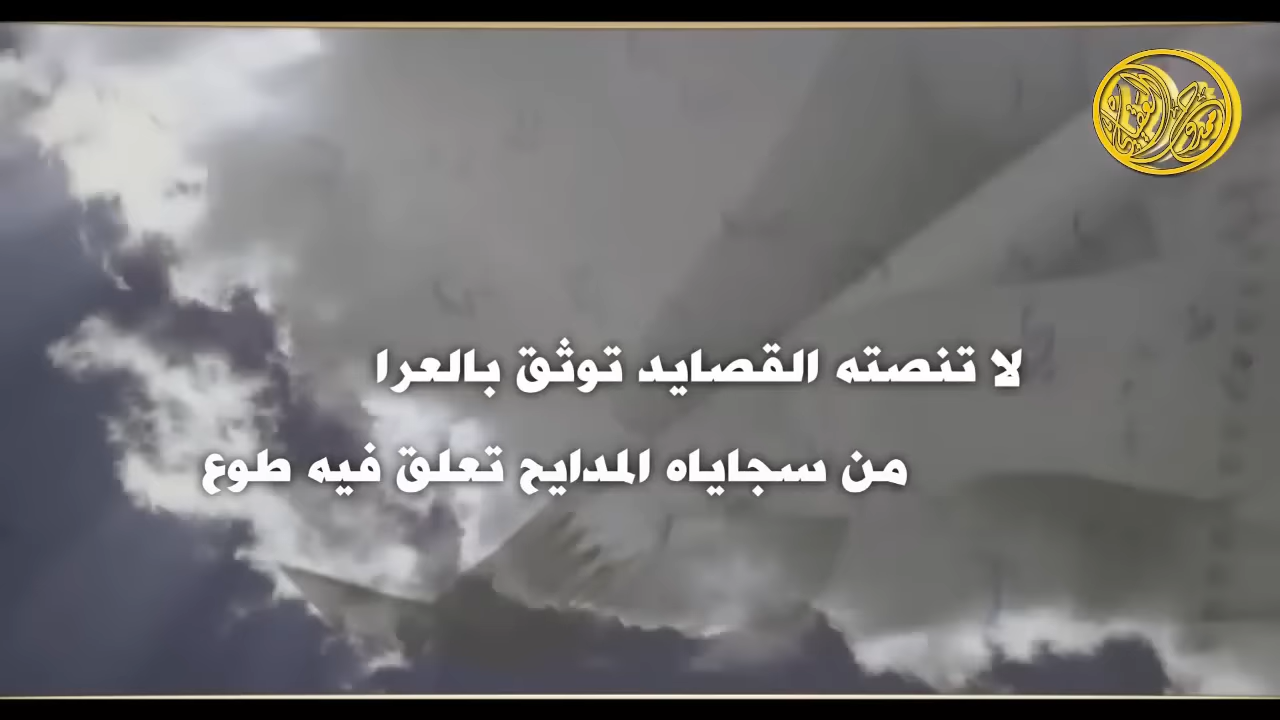 لا تنصته القصايد توثق بالعرا
من سجاياه المدايح تعلق فيه طوع